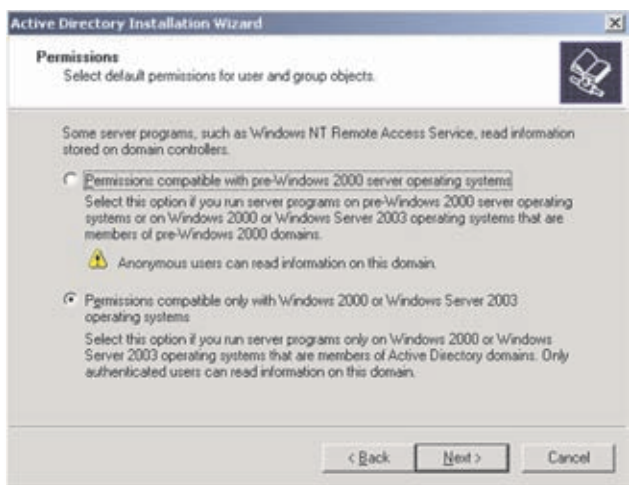 Active Directory Installation Wizard
Permissions
Select default permissions for user and group objects.
Some server programs, such as Windows NT Remote Access Service, read information
stored on domain controllers.
Permissions compatible with pre-Windows 2000 server operating systems
Select this option if you run server programs on pre-Windows 2000 server operating
systems or on Windows 2000 or Windows Server 2003 operating systems that are
members of pre-Windows 2000 domains.
Anonymous users can read information on this domain.
Permissions compatible only with Windows 2000 or Windows Server 2003
operating systems
Select this option if you run server programs only on Windows 2000 or Windows
Server 2003 operating systems that are members of Active Directory domains. Only
authenticated users can read information on this domain.
< Back Next > Cancel